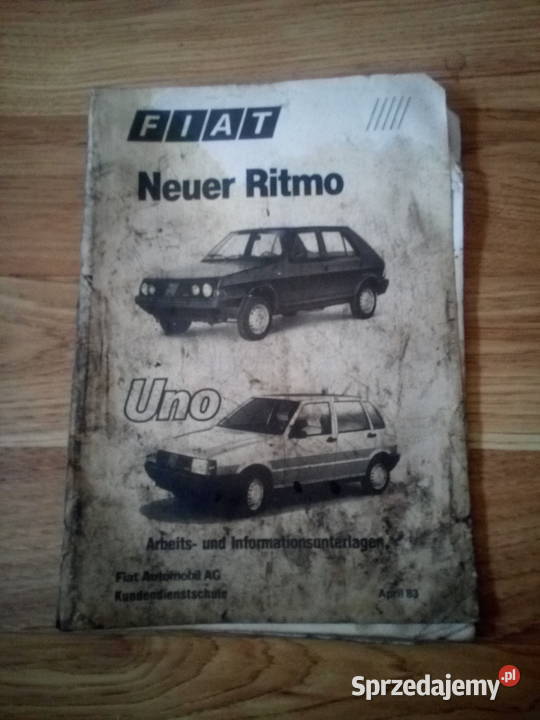 FIAT
Neuer Ritmo
Uno
Arbeits- und Informationsunterlagen
Fiat Automobil AG
Kundendienstschule
April 83
Sprzedajemy.pl